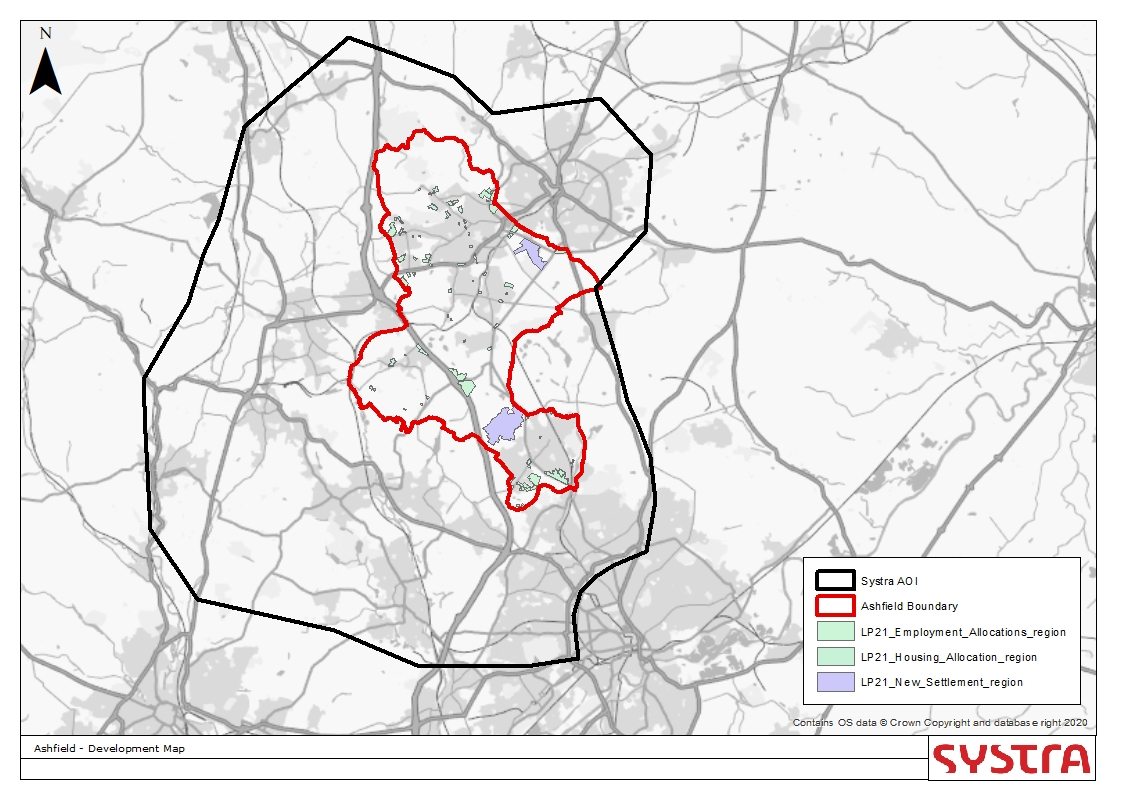 N
Systra AOI
Ashfield Boundary
LP21_Employment_Allocations_region
LP21_Housing_Allocation_region
LP21_New_Settlement_region
Contains OS data © Crown Copyright and database right 2020
Ashfield - Development Map
SYSTRA